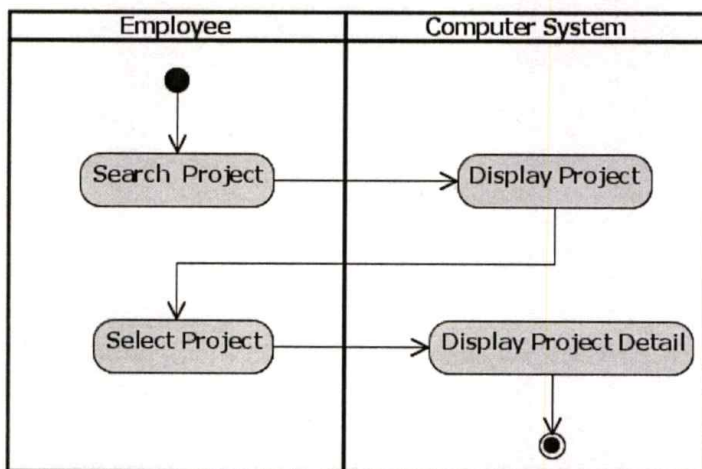 Employee
Computer System
Search Project
Display Project
Select Project
Display Project Detail